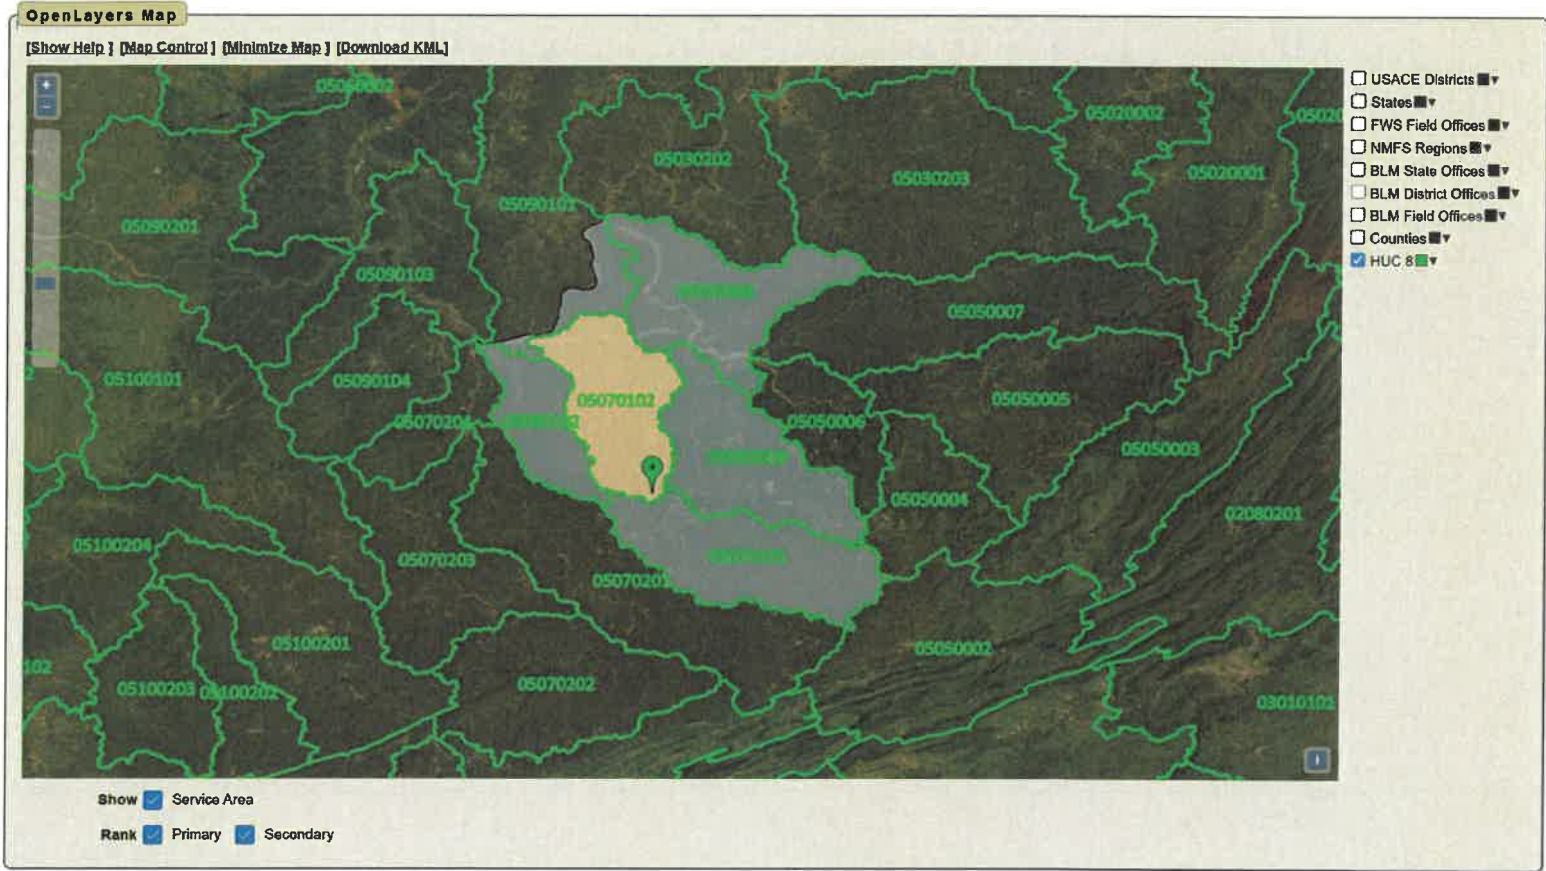 OpenLayers Map
[Show Help ] [Map Control ] [Minimize Map ] [Download KML]
+
-
USACE Districts
States
FWS Field Offices
NMFS Regions
BLM State Offices
BLM District Offices
BLM Field Offices
Counties
HUC 8
05020002
05030202
05030203
05020001
05090101
05090201
05090103
05050007
05100101
05090104
05070102
05050005
05070204
05050006
05050003
05050004
02080201
05100204
05070203
05070201
05100201
05050002
102
05100203
05100202
05070202
03010101
i
Show Service Area
Rank Primary Secondary